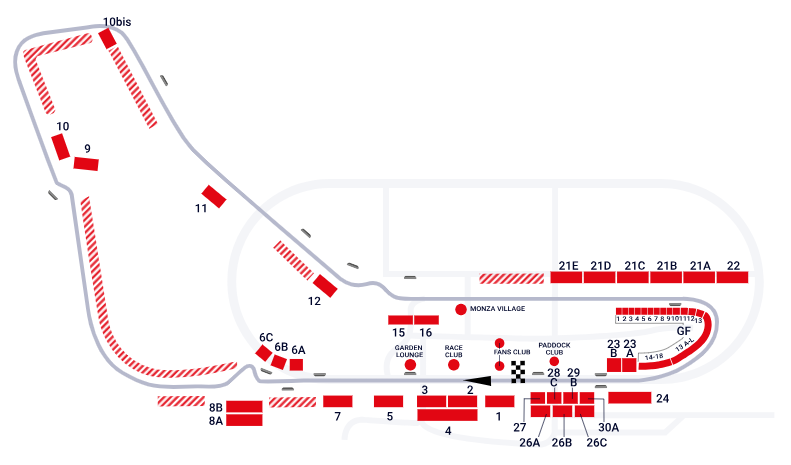 10bis
10
9
11
12
21E 21D 21C 21B 21A 22
MONZA VILLAGE
1 2 3 4 5 6 7 8 9 10 11 12 13
GF
13 A-L
14-18
15 16
6C
6B
6A
GARDEN
LOUNGE
RACE
CLUB
FANS CLUB
PADDOCK
CLUB
23
B
23
A
28
C
29
B
3
2
24
8B
8A
7
5
4
1
27
26A
26B
26C
30A